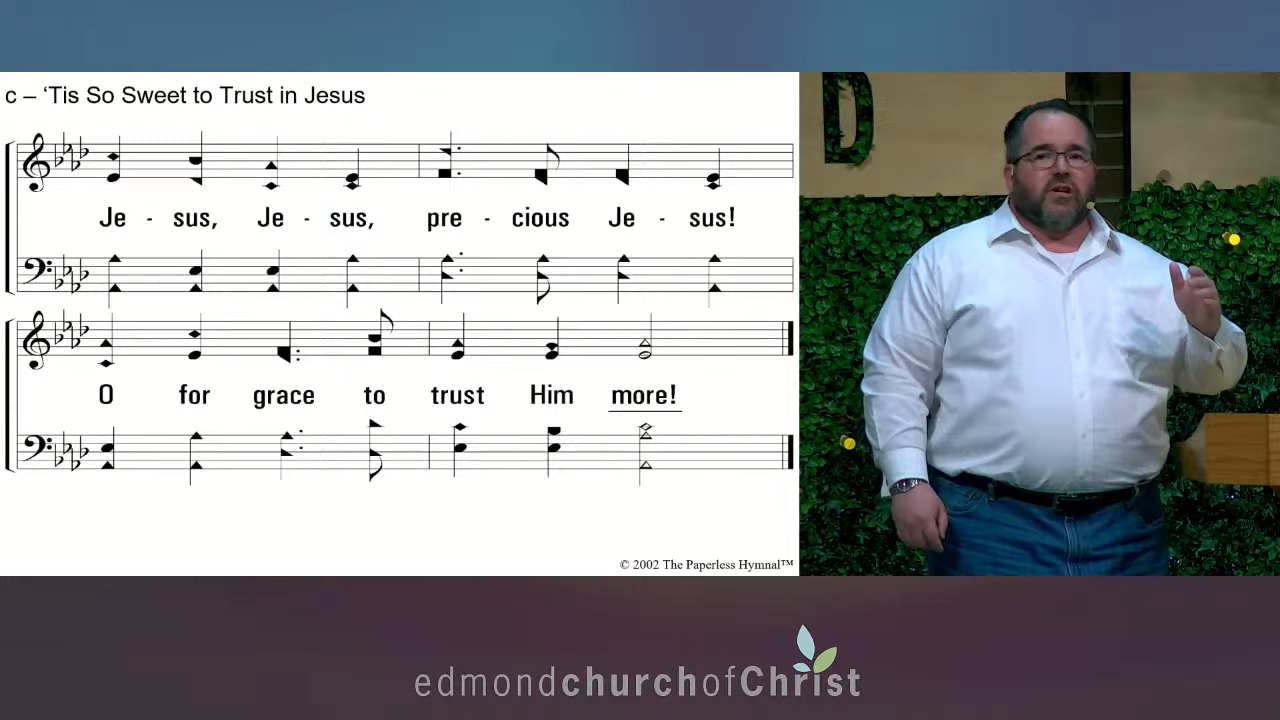 c – ‘Tis So Sweet to Trust in Jesus
Je - sus, Je - sus, pre - cious Je - sus!
O for grace to trust Him more!
© 2002 The Paperless Hymnal™
D
edmondchurchofChrist